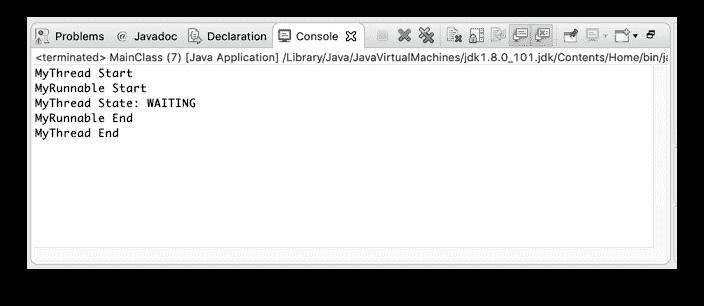 Problems @ Javadoc Declaration Console
<terminated> MainClass (7) [Java Application] /Library/Java/JavaVirtualMachines/jdk1.8.0_101.jdk/Contents/Home/bin/ja
MyThread Start
MyRunnable Start
MyThread State: WAITING
MyRunnable End
MyThread End